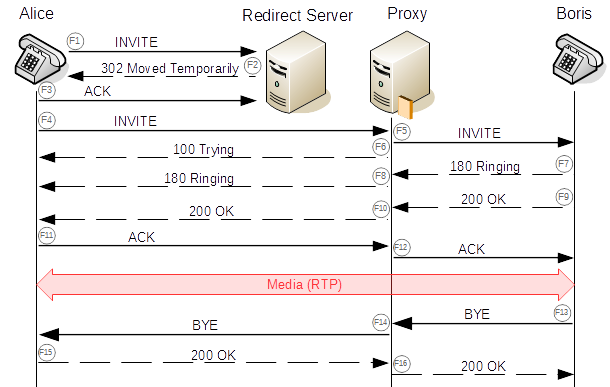 Alice Redirect Server Proxy Boris
F1 INVITE
302 Moved Temporarily F2
F3 ACK
F4 INVITE
F5 INVITE
100 Trying F6
180 Ringing F7
180 Ringing F8
200 OK F9
200 OK F10
F11 ACK
F12 ACK
Media (RTP)
BYE F13
BYE F14
F15 200 OK
F16 200 OK